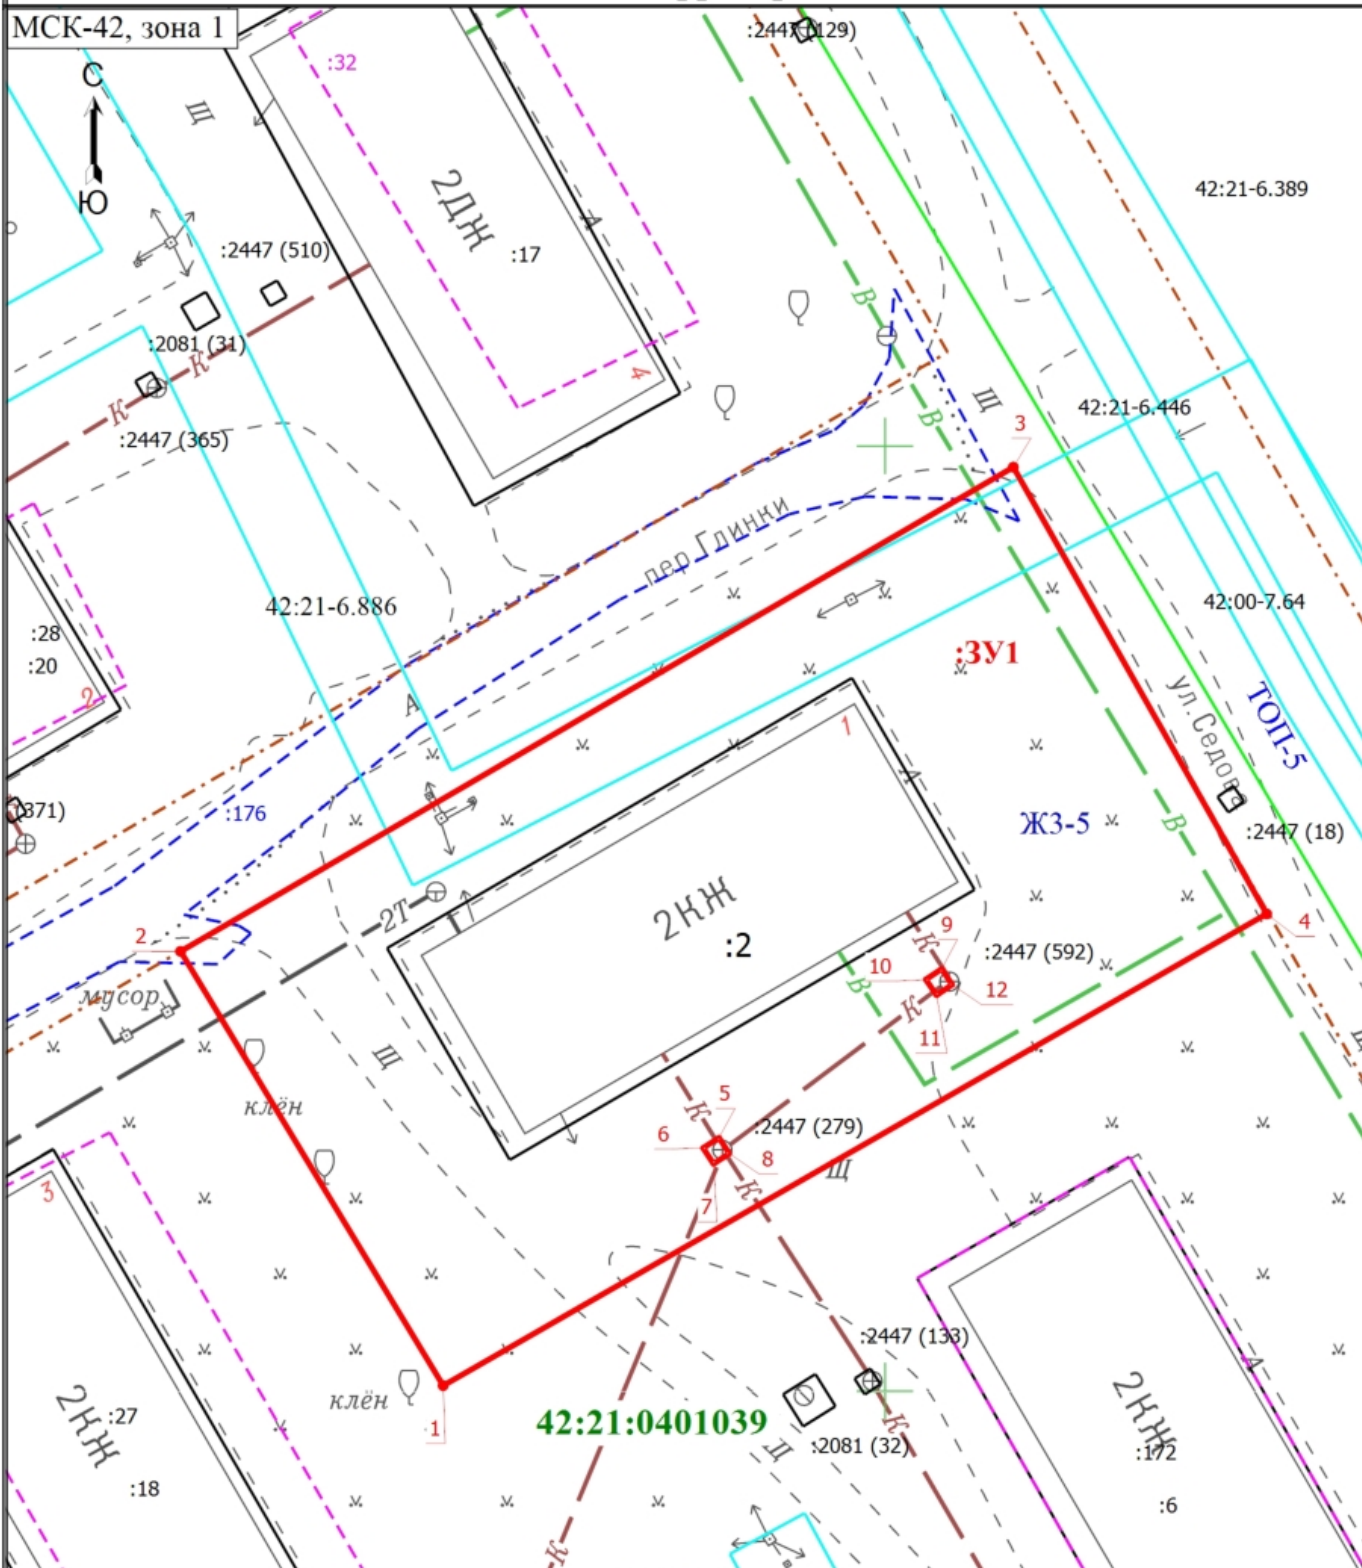 МСК-42, зона 1
:2447 (129)
:32
С
Щ
Ю
42:21-6.389
2ДЖ
А
:2447 (510)
:17
В
:2081 (31)
К
4
Щ
К
42:21-6.446
В
:2447 (365)
3
пер.Глинки
42:21-6.886
42:00-7.64
:28
:ЗУ1
:20
ул.Седова
2
А
ТОП-5
1
А
(371)
:176
ЖЗ-5
В
:2447 (18)
2Т
2КЖ
4
2
:2
К
9
:2447 (592)
10
мусор
В
12
К
11
Щ
клён
К
5
6
:2447 (279)
8
Щ
3
К
7
:2447 (133)
А
клён
2КЖ
:27
2КЖ
1
42:21:0401039
К
Щ
:2081 (32)
:172
:18
:6
К